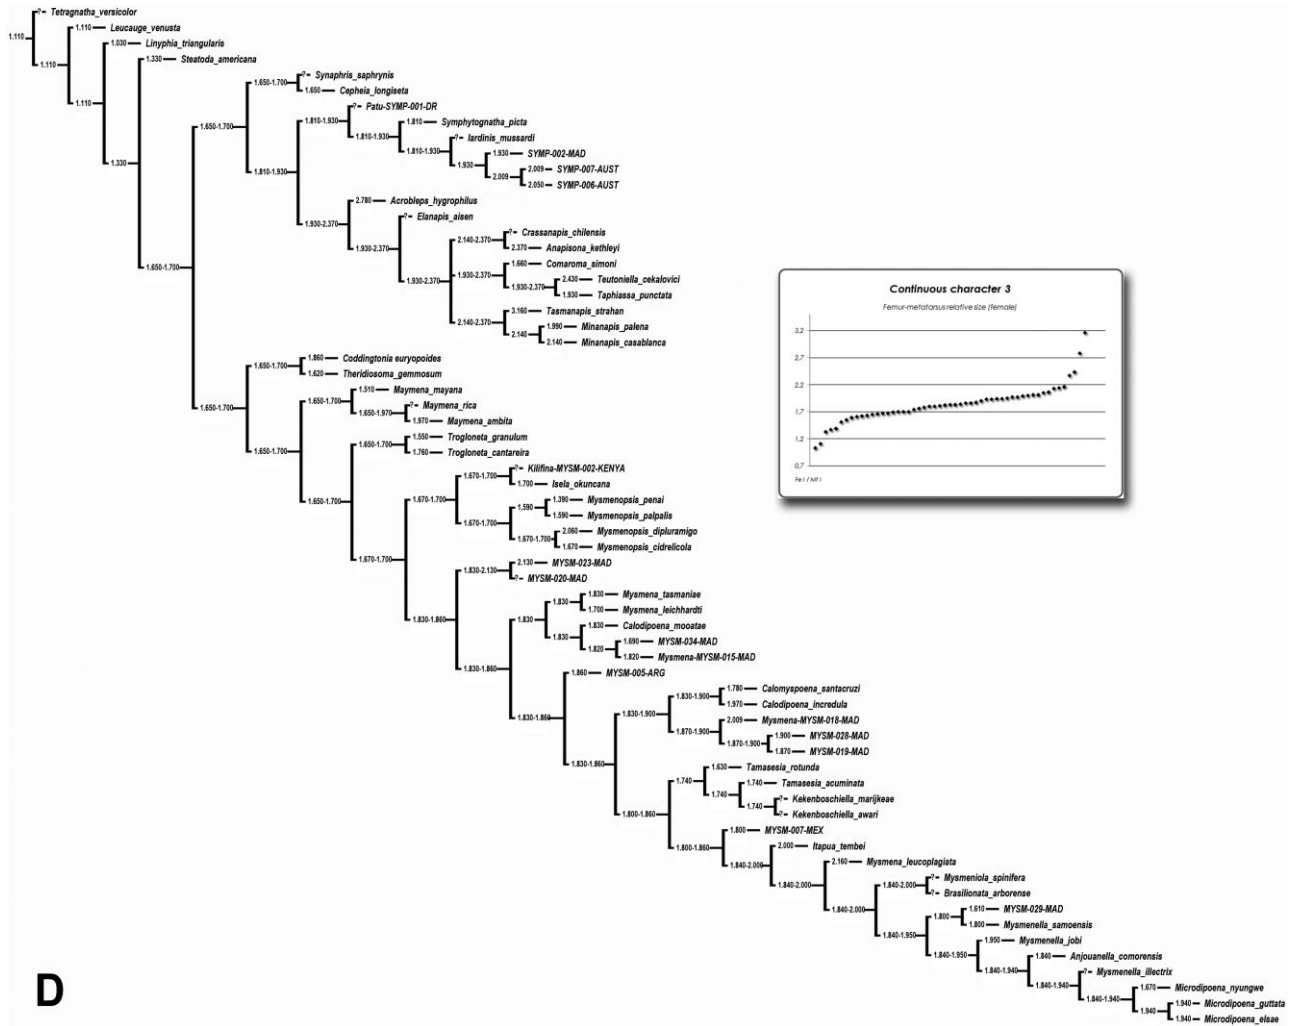 ?- Tetragnatha_versicolor
1.110
1.110 Leucauge_venusta
1.110
1.030 Linyphia_triangularis
1.110
1.330 Steatoda_americana
1.330
?- Synaphris_saphrynis
1.650-1.700
1.650 Cepheia_longiseta
?- Patu-SYMP-001-DR
1.650-1.700
1.810-1.930
1.810 Symphytognatha_picta
1.810-1.930
?- Iardinis_mussardi
1.810-1.930
1.930 SYMP-002-MAD
1.930
2.009 SYMP-007-AUST
1.810-1.930
2.009
2.050 SYMP-006-AUST
2.780 Acrobleps_hygrophilus
?- Elanapis_aisen
1.930-2.370
?- Crassanapis_chilensis
2.140-2.370
1.930-2.370
2.370 Anapisona_kethleyi
1.660 Comaroma_simoni
1.650-1.700
1.930-2.370
2.430 Teutoniella_cekalovici
1.930-2.370
1.930-2.370
1.930 Taphiassa_punctata
3.160 Tasmanapis_strahan
2.140-2.370
1.990 Minanapis_palena
2.140
2.140 Minanapis_casablanca
Continuous character 3
Femur-metatarsus relative size (female)
3,2
2,7
2,2
1,7
1,2
0,7
Fe I / Mt I
1.860 Coddingtonia euryopoides
1.650-1.700
1.620 Theridiosoma_gemmosum
1.510 Maymena_mayana
1.650-1.700
?- Maymena_rica
1.650-1.700
1.650-1.970
1.970 Maymena_ambita
1.550 Trogloneta_granulum
1.650-1.700
1.650-1.700
1.760 Trogloneta_cantareira
?- Kilifina-MYSM-002-KENYA
1.670-1.700
1.700 Isela_okuncana
1.650-1.700
1.670-1.700
1.390 Mysmenopsis_penai
1.590
1.590 Mysmenopsis_palpalis
1.670-1.700
2.060 Mysmenopsis_dipluramigo
1.670-1.700
1.670 Mysmenopsis_cidrelicola
1.670-1.700
2.130 MYSM-023-MAD
1.830-2.130
?- MYSM-020-MAD
1.830 Mysmena_tasmaniae
1.830
1.700 Mysmena_leichhardti
1.830-1.860
1.830
1.830 Calodipoena_mooatae
1.830
1.690 MYSM-034-MAD
1.820
1.820 Mysmena-MYSM-015-MAD
1.830-1.860
1.860 MYSM-005-ARG
1.780 Calomyspoena_santacruzi
1.830-1.900
1.970 Calodipoena_incredula
1.830-1.860
1.830-1.900
2.009 Mysmena-MYSM-018-MAD
1.870-1.900
1.900 MYSM-028-MAD
1.870-1.900
1.870 MYSM-019-MAD
1.830-1.860
1.630 Tamasesia_rotunda
1.740
1.740 Tamasesia_acuminata
1.740
?- Kekenboschiella_marijkeae
1.740
?- Kekenboschiella_awari
1.800-1.860
1.800 MYSM-007-MEX
1.800-1.860
2.000 Itapua_tembei
1.840-2.000
2.160 Mysmena_leucoplagiata
1.840-2.000
?- Mysmeniola_spinifera
1.840-2.000
?- Brasilionata_arborense
1.840-2.000
1.610 MYSM-029-MAD
1.800
1.800 Mysmenella_samoensis
1.840-1.950
1.950 Mysmenella_jobi
1.840-1.950
1.840 Anjouanella_comorensis
1.840-1.940
?- Mysmenella_illectrix
1.840-1.940
1.670 Microdipoena_nyungwe
1.840-1.940
1.940 Microdipoena_guttata
1.940
1.940 Microdipoena_elsae
D